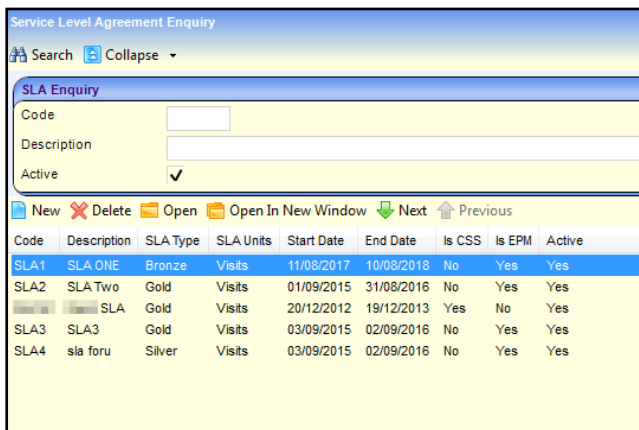 Service Level Agreement Enquiry
Search Collapse
SLA Enquiry
Code
Description
Active
New Delete Open Open In New Window Next Previous
Code Description SLA Type SLA Units Start Date End Date Is CSS Is EPM Active
SLA1 SLA ONE Bronze Visits 11/08/2017 10/08/2018 No Yes Yes
SLA2 SLA Two Gold Visits 01/09/2015 31/08/2016 No Yes Yes
SLA Gold Visits 20/12/2012 19/12/2013 Yes No Yes
SLA3 SLA3 Gold Visits 03/09/2015 02/09/2016 No Yes Yes
SLA4 sla foru Silver Visits 03/09/2015 02/09/2016 No Yes Yes